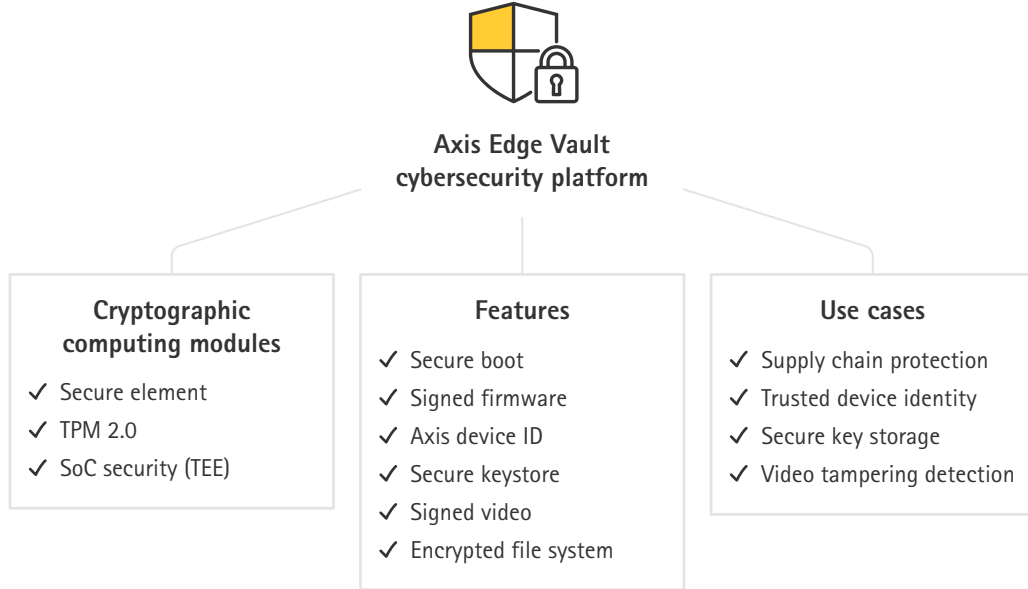 Axis Edge Vault
cybersecurity platform
Cryptographic
computing modules
Secure element
TPM 2.0
SoC security (TEE)
Features
Secure boot
Signed firmware
Axis device ID
Secure keystore
Signed video
Encrypted file system
Use cases
Supply chain protection
Trusted device identity
Secure key storage
Video tampering detection